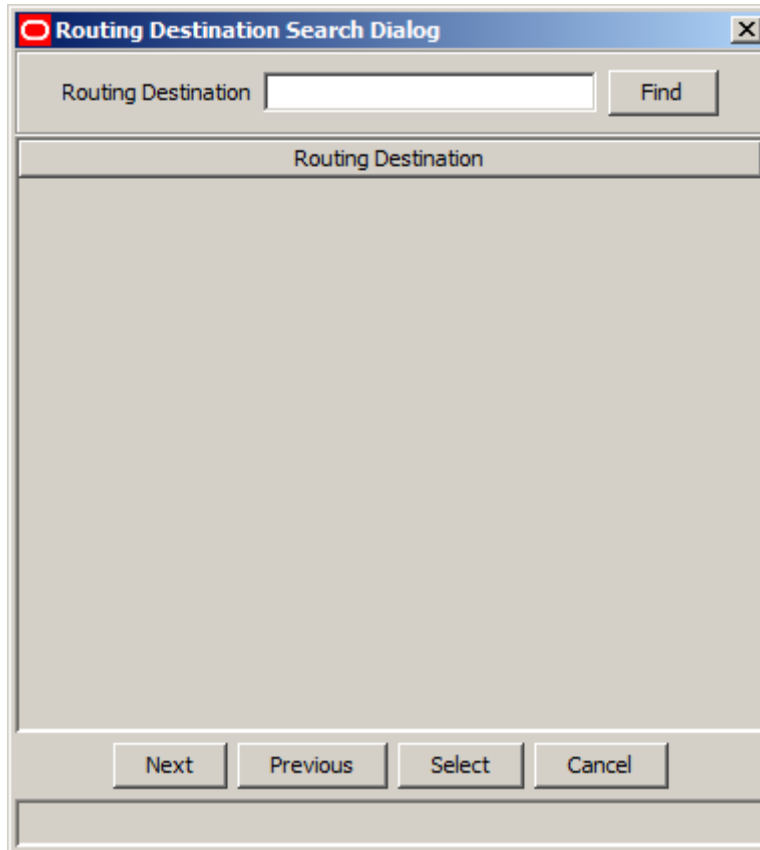 Routing Destination Search Dialog
Routing Destination Find
Routing Destination
Next Previous Select Cancel